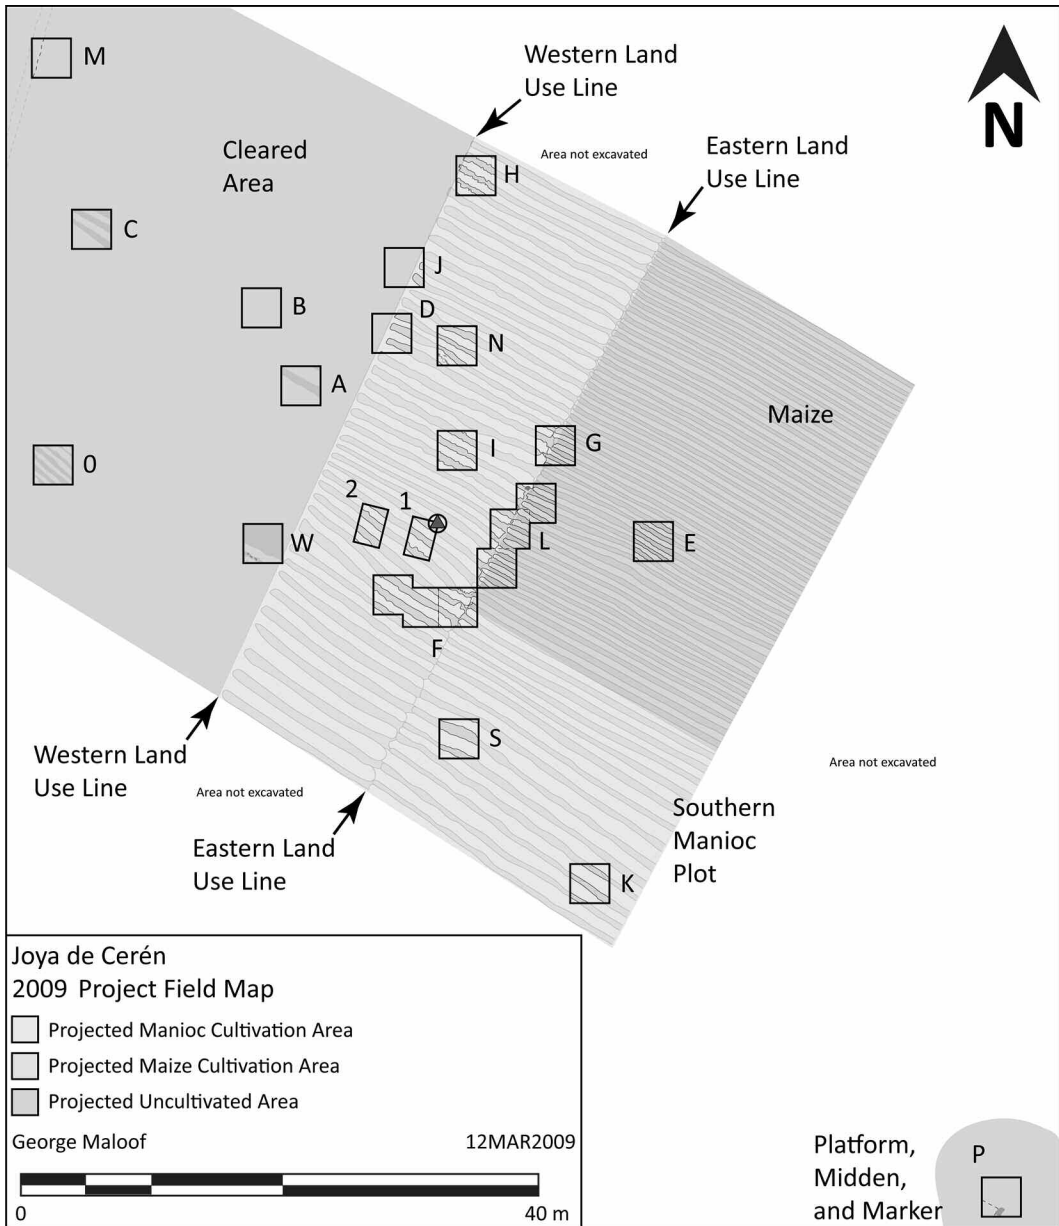 M
Western Land
Use Line
N
Area not excavated
Eastern Land
Use Line
Cleared
Area
H
C
J
B
D
N
A
Maize
G
I
0
2
1
W
L
E
F
S
Western Land
Use Line
Area not excavated
Area not excavated
Eastern Land
Use Line
Southern
Manioc
Plot
K
Joya de Cerén
2009 Project Field Map
Projected Manioc Cultivation Area
Projected Maize Cultivation Area
Projected Uncultivated Area
George Maloof 12MAR2009
0 40 m
Platform,
Midden,
and Marker
P